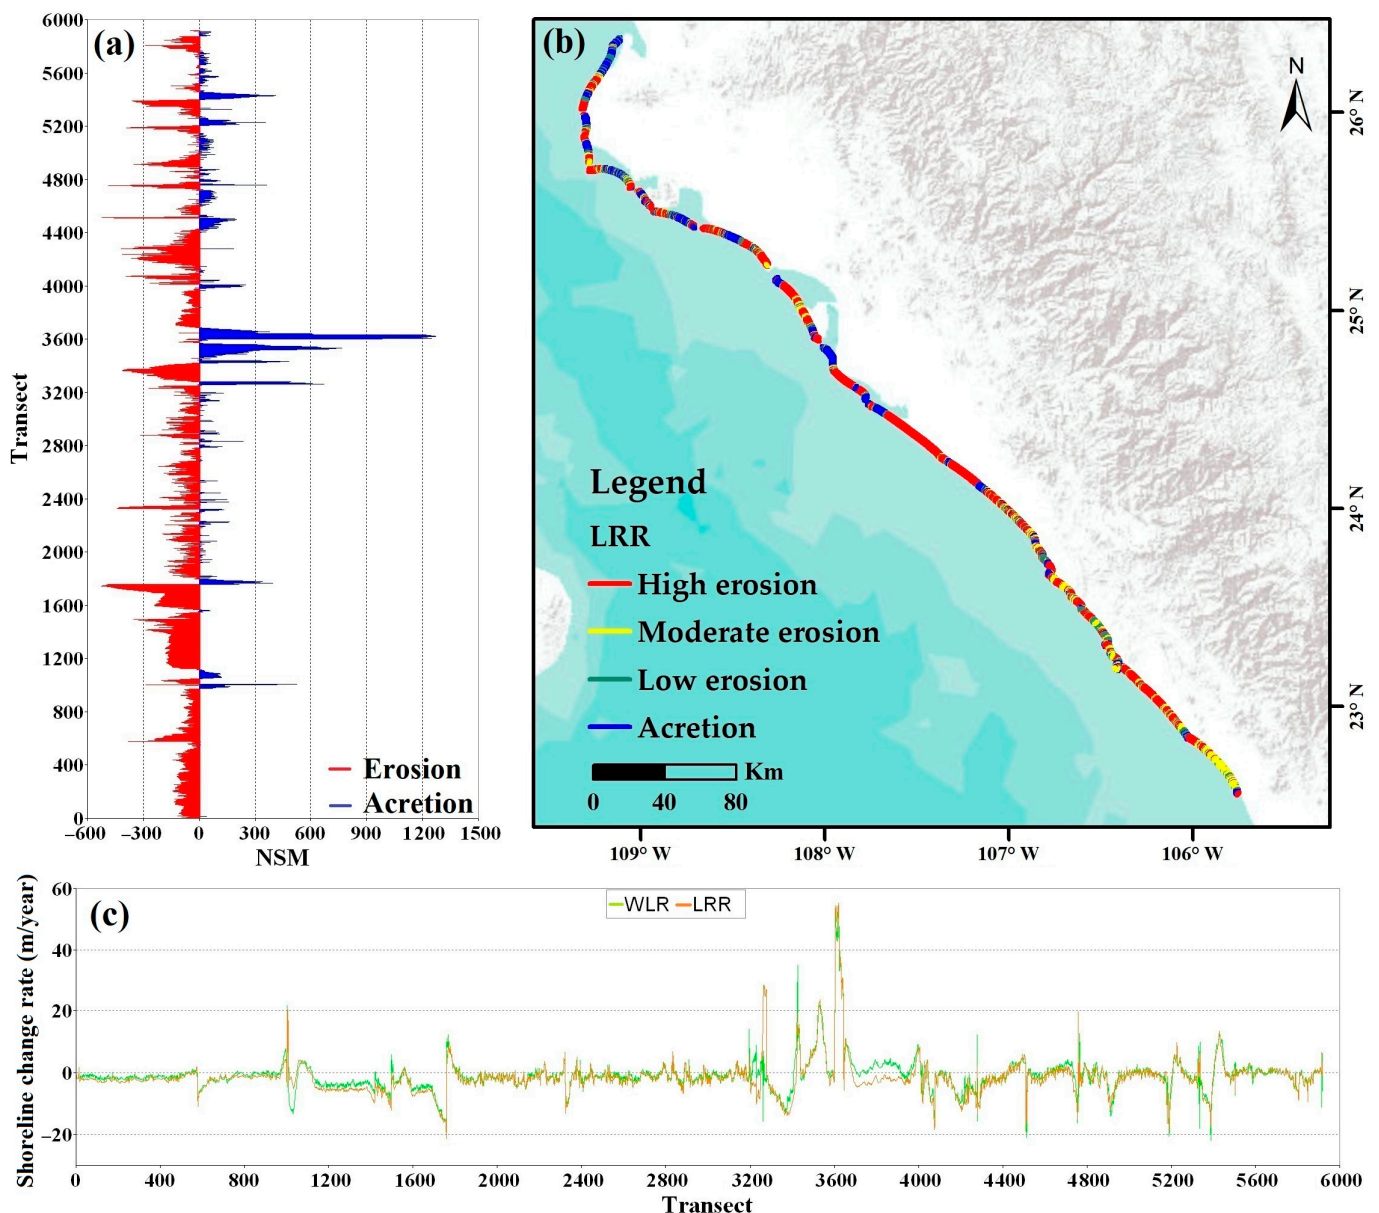 (a)
6000
5600
5200
4800
4400
4000
3600
3200
2800
2400
2000
1600
1200
800
400
0
Transect
Erosion
Acretion
−600 −300 0 300 600 900 1200 1500
NSM
(b)
N
26° N
25° N
24° N
23° N
Legend
LRR
High erosion
Moderate erosion
Low erosion
Acretion
Km
0 40 80
109° W 108° W 107° W 106° W
(c)
WLR LRR
Shoreline change rate (m/year)
60
40
20
0
−20
0 400 800 1200 1600 2000 2400 2800 3200 3600 4000 4400 4800 5200 5600 6000
Transect